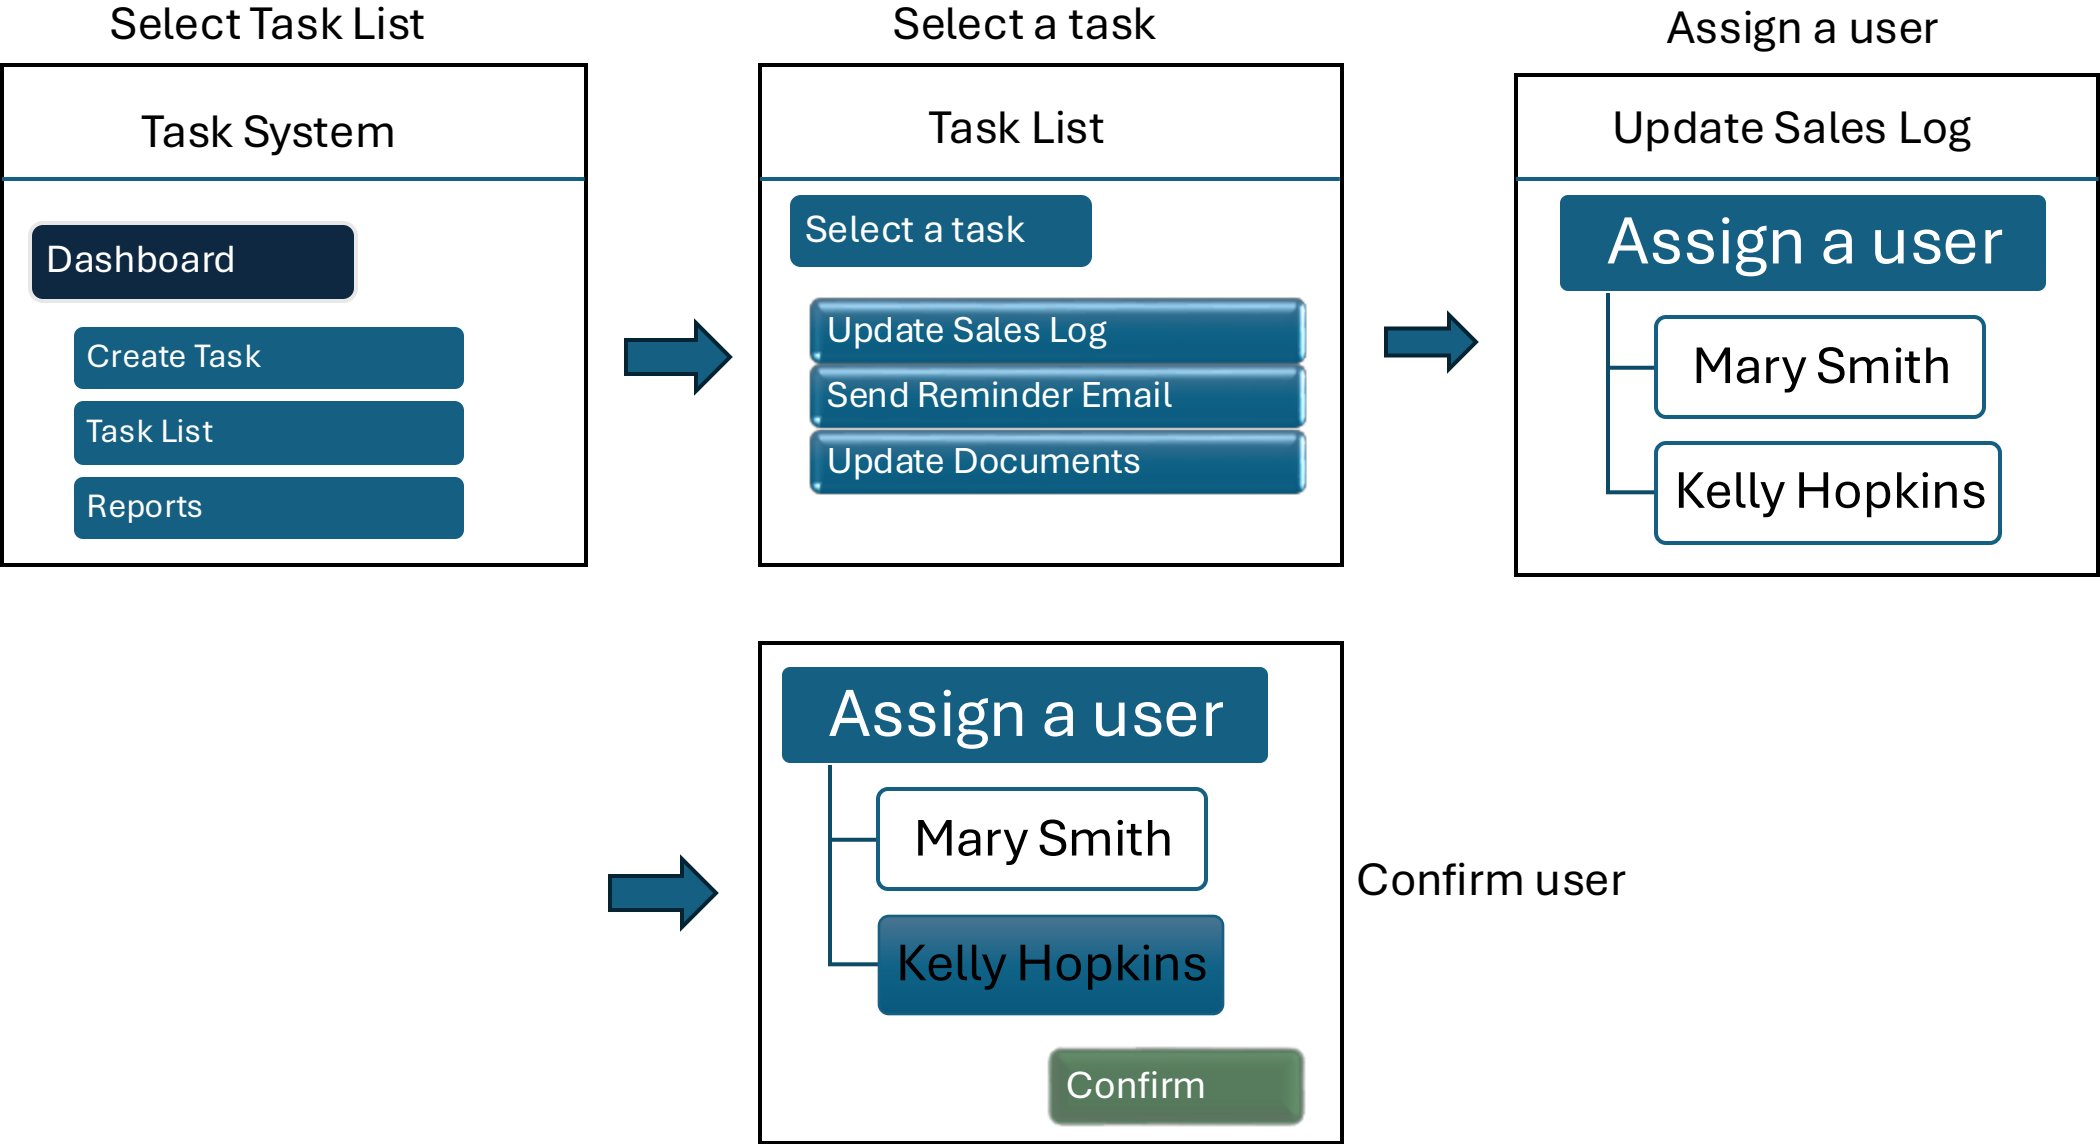 Select Task List
Task System
Dashboard
Create Task
Task List
Reports
Select a task
Task List
Select a task
Update Sales Log
Send Reminder Email
Update Documents
Assign a user
Update Sales Log
Assign a user
Mary Smith
Kelly Hopkins
Assign a user
Mary Smith
Kelly Hopkins
Confirm
Confirm user